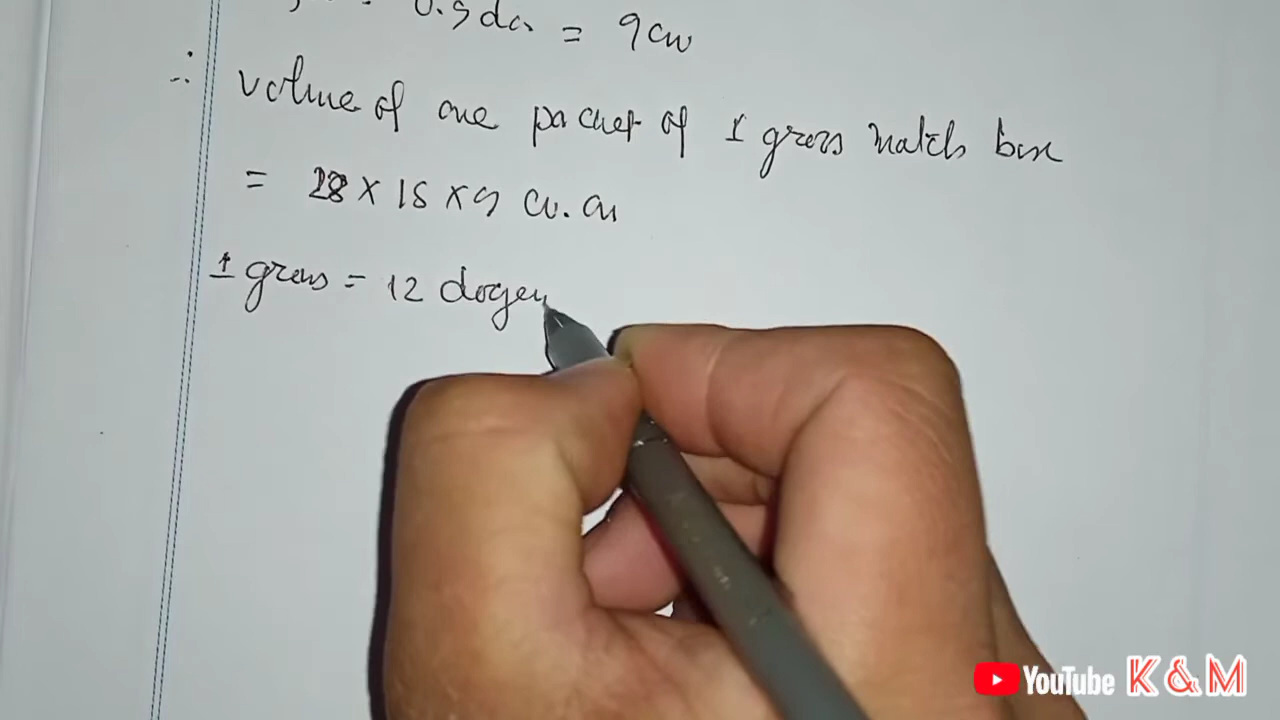 0.9 dm = 9 cm
∴ volume of one packet of 1 gross match box
= 28 × 15 × 9 cu. cm
1 gross = 12 dozen
YouTube K & M